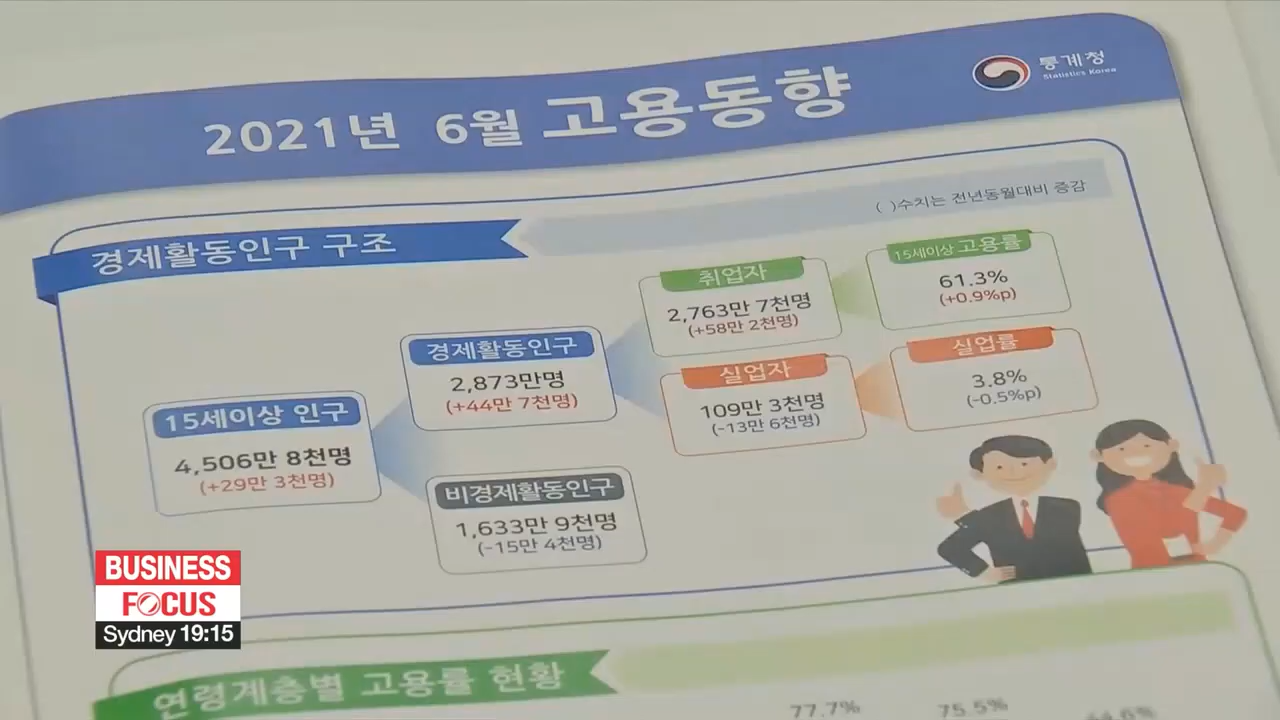 통계청
Statistics Korea
2021년 6월 고용동향
( )수치는 전년동월대비 증감
경제활동인구 구조
15세이상 고용률
61.3%
(+0.9%p)
취업자
2,763만 7천명
(+58만 2천명)
실업률
3.8%
(-0.5%p)
실업자
109만 3천명
(-13만 6천명)
경제활동인구
2,873만명
(+44만 7천명)
15세이상 인구
4,506만 8천명
(+29만 3천명)
비경제활동인구
1,633만 9천명
(-15만 4천명)
BUSINESS
FOCUS
Sydney 19:15
연령계층별 고용률 현황
77.7%
75.5%